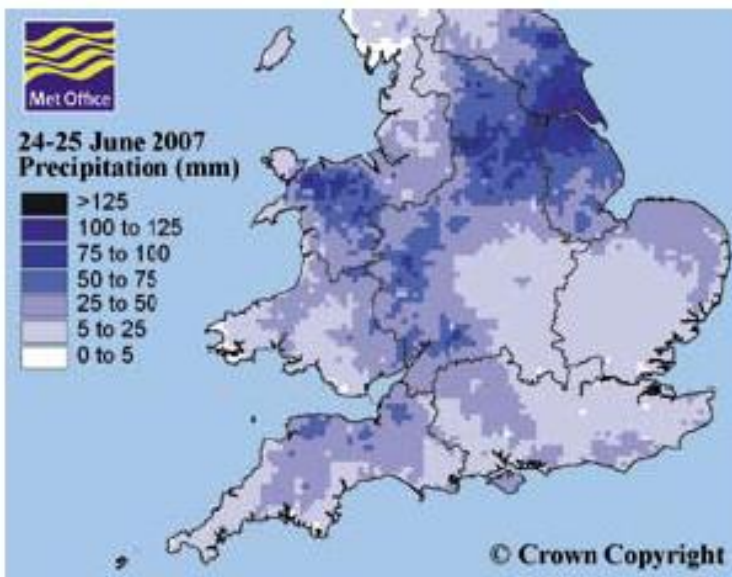 Met Office
24-25 June 2007
Precipitation (mm)
>125
100 to 125
75 to 100
50 to 75
25 to 50
5 to 25
0 to 5
© Crown Copyright